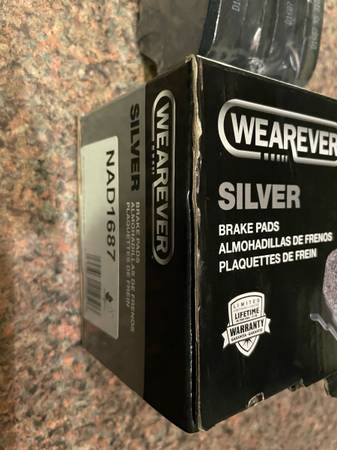 WEAREVER
SILVER
BRAKE PADS
ALMOHADILLAS DE FRENOS
PLAQUETTES DE FREIN
LIMITED
LIFETIME
WARRANTY
WEAREVER
SILVER
BRAKE PADS
ALMOHADILLAS DE FRENOS
PLAQUETTES DE FREIN
NAD1687